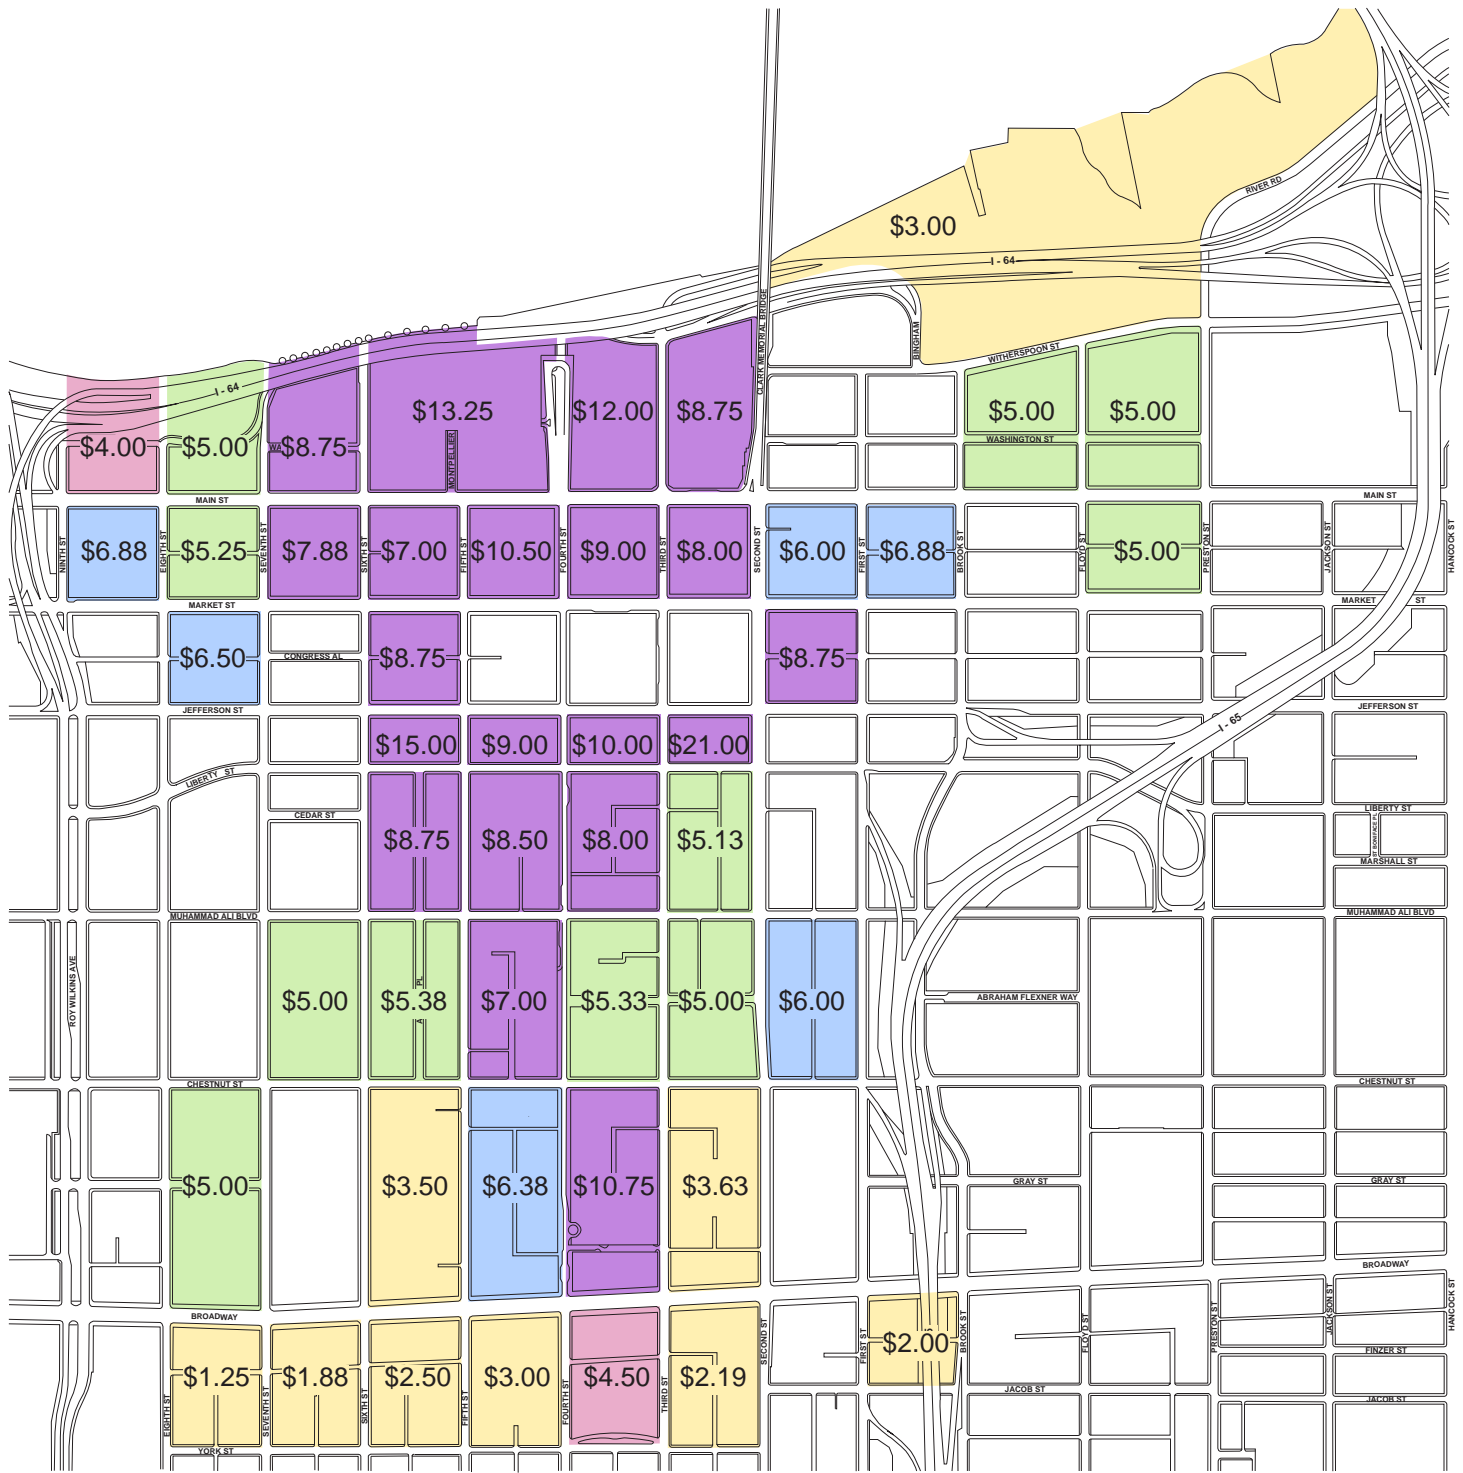 RIVER RD
$3.00
I - 64
CLARK MEMORIAL BRIDGE
BINGHAM
WITHERSPOON ST
I - 64
$13.25
$12.00
$8.75
$5.00
$5.00
$4.00
$5.00
WA
$8.75
MONTPELLIER
WASHINGTON ST
MAIN ST
MAIN ST
NINTH ST
EIGHTH ST
SEVENTH ST
SIXTH ST
FIFTH ST
FOURTH ST
THIRD ST
SECOND ST
FIRST ST
BROOK ST
FLOYD ST
PRESTON ST
JACKSON ST
HANCOCK ST
$6.88
$5.25
$7.88
$7.00
$10.50
$9.00
$8.00
$6.00
$6.88
$5.00
MARKET ST
MARKET ST
$6.50
CONGRESS AL
$8.75
$8.75
JEFFERSON ST
JEFFERSON ST
I - 65
$15.00
$9.00
$10.00
$21.00
LIBERTY ST
LIBERTY ST
CEDAR ST
ST BONIFACE PL
$8.75
$8.50
$8.00
$5.13
MARSHALL ST
MUHAMMAD ALI BLVD
MUHAMMAD ALI BLVD
ROY WILKINS AVE
PL
A
$5.00
$5.38
$7.00
$5.33
$5.00
$6.00
ABRAHAM FLEXNER WAY
CHESTNUT ST
CHESTNUT ST
$5.00
$3.50
$6.38
$10.75
$3.63
GRAY ST
GRAY ST
BROADWAY
BROADWAY
SECOND ST
FIRST ST
BROOK ST
FLOYD ST
PRESTON ST
JACKSON ST
HANCOCK ST
$2.00
S
FINZER ST
$1.25
$1.88
$2.50
$3.00
$4.50
$2.19
EIGHTH ST
SEVENTH ST
SIXTH ST
FIFTH ST
FOURTH ST
THIRD ST
JACOB ST
JACOB ST
YORK ST